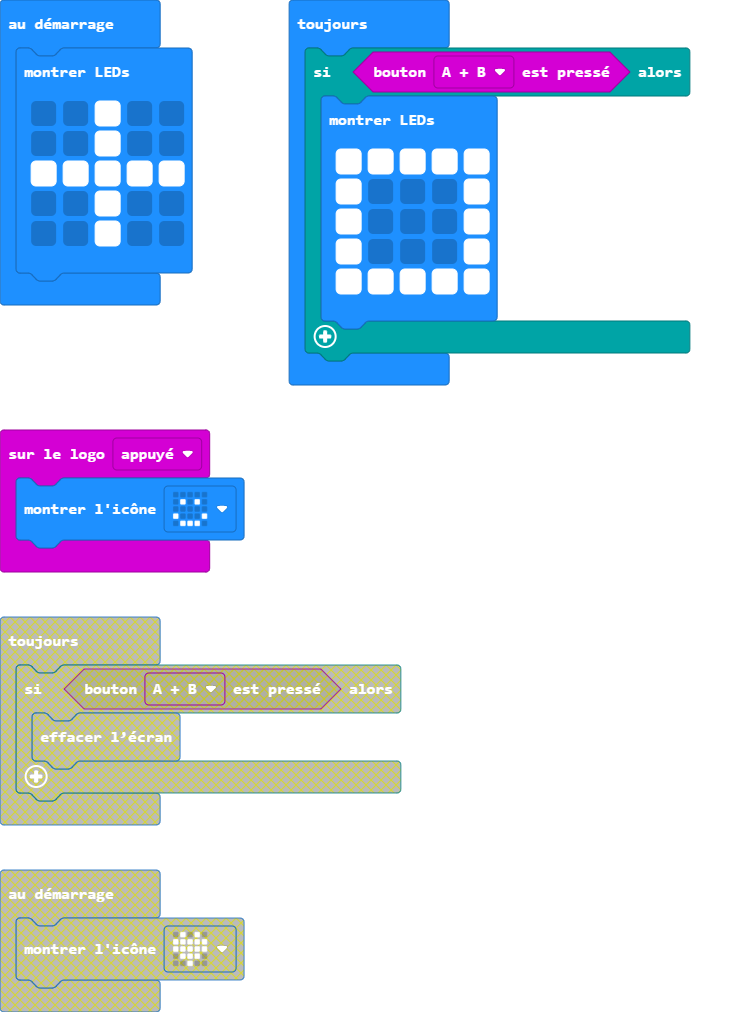 au démarrage
montrer LEDs
toujours
si bouton A + B est pressé alors
montrer LEDs
sur le logo appuyé
montrer l'icône
toujours
si bouton A + B est pressé alors
effacer l’écran
au démarrage
montrer l'icône